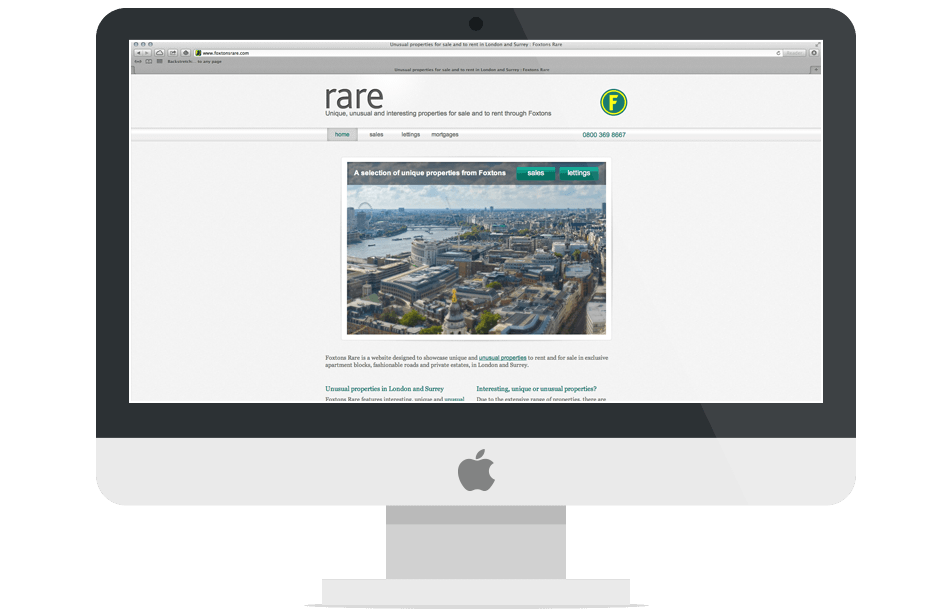 Unusual properties for sale and to rent in London and Surrey : Foxtons Rare
www.foxtonsrare.com
to any page
Unusual properties for sale and to rent in London and Surrey : Foxtons Rare
rare
F
Unique, unusual and interesting properties for sale and to rent through Foxtons
home sales lettings mortgages 0800 369 8667
A selection of unique properties from Foxtons sales lettings
Foxtons Rare is a website designed to showcase unique and unusual properties to rent and for sale in exclusive
apartment blocks, fashionable roads and private estates, in London and Surrey.
Unusual properties in London and Surrey
Foxtons Rare features interesting, unique and unusual
Interesting, unique or unusual properties?
Due to the extensive range of properties, there are